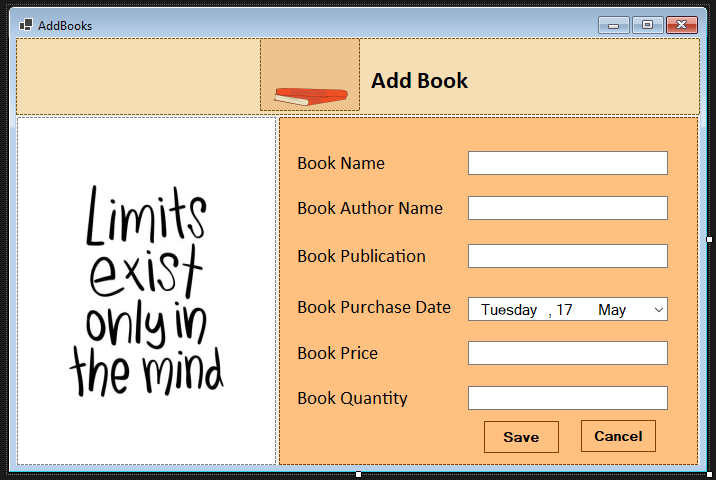 AddBooks
Add Book
Limits
exist
only in
the mind
Book Name
Book Author Name
Book Publication
Book Purchase Date
Tuesday , 17 May
Book Price
Book Quantity
Save
Cancel